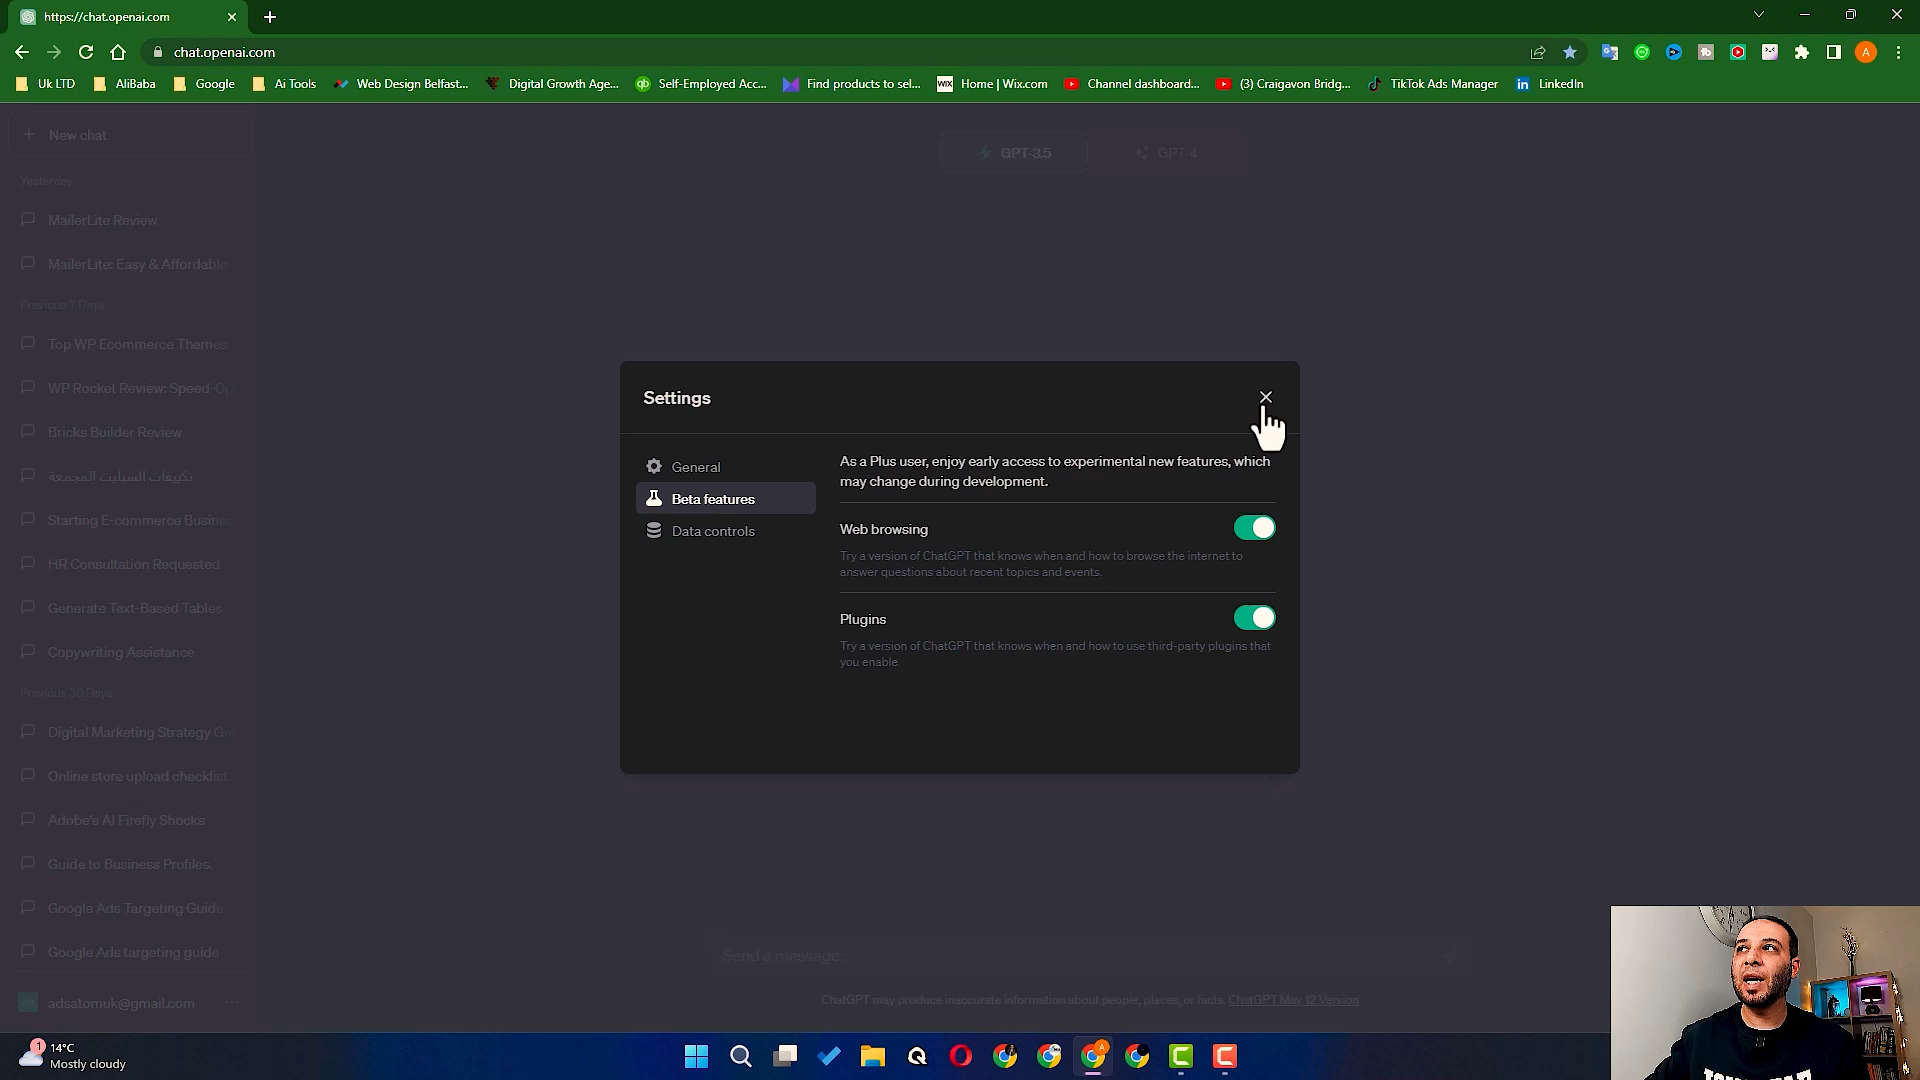 https://chat.openai.com
chat.openai.com
Uk LTD
AliBaba
Google
Ai Tools
Web Design Belfast...
Digital Growth Age...
Self-Employed Acc...
Find products to sel...
Home | Wix.com
Channel dashboard...
(3) Craigavon Bridg...
TikTok Ads Manager
LinkedIn
New chat
GPT-3.5
GPT-4
Yesterday
MailerLite Review
MailerLite: Easy & Affordable
Previous 7 Days
Top WP Ecommerce Themes
WP Rocket Review: Speed-Op
Bricks Builder Review
تكييفات السبليت المجمعة
Starting E-commerce Busine
HR Consultation Requested
Generate Text-Based Tables
Copywriting Assistance
Previous 30 Days
Digital Marketing Strategy Ge
Online store upload checklist
Adobe's AI Firefly Shocks
Guide to Business Profiles.
Google Ads Targeting Guide
Google Ads targeting guide
adsatomuk@gmail.com
Settings
General
Beta features
Data controls
As a Plus user, enjoy early access to experimental new features, which
may change during development.
Web browsing
Try a version of ChatGPT that knows when and how to browse the internet to
answer questions about recent topics and events.
Plugins
Try a version of ChatGPT that knows when and how to use third-party plugins that
you enable.
Send a message...
ChatGPT may produce inaccurate information about people, places, or facts. ChatGPT May 12 Version
1
14°C
Mostly cloudy